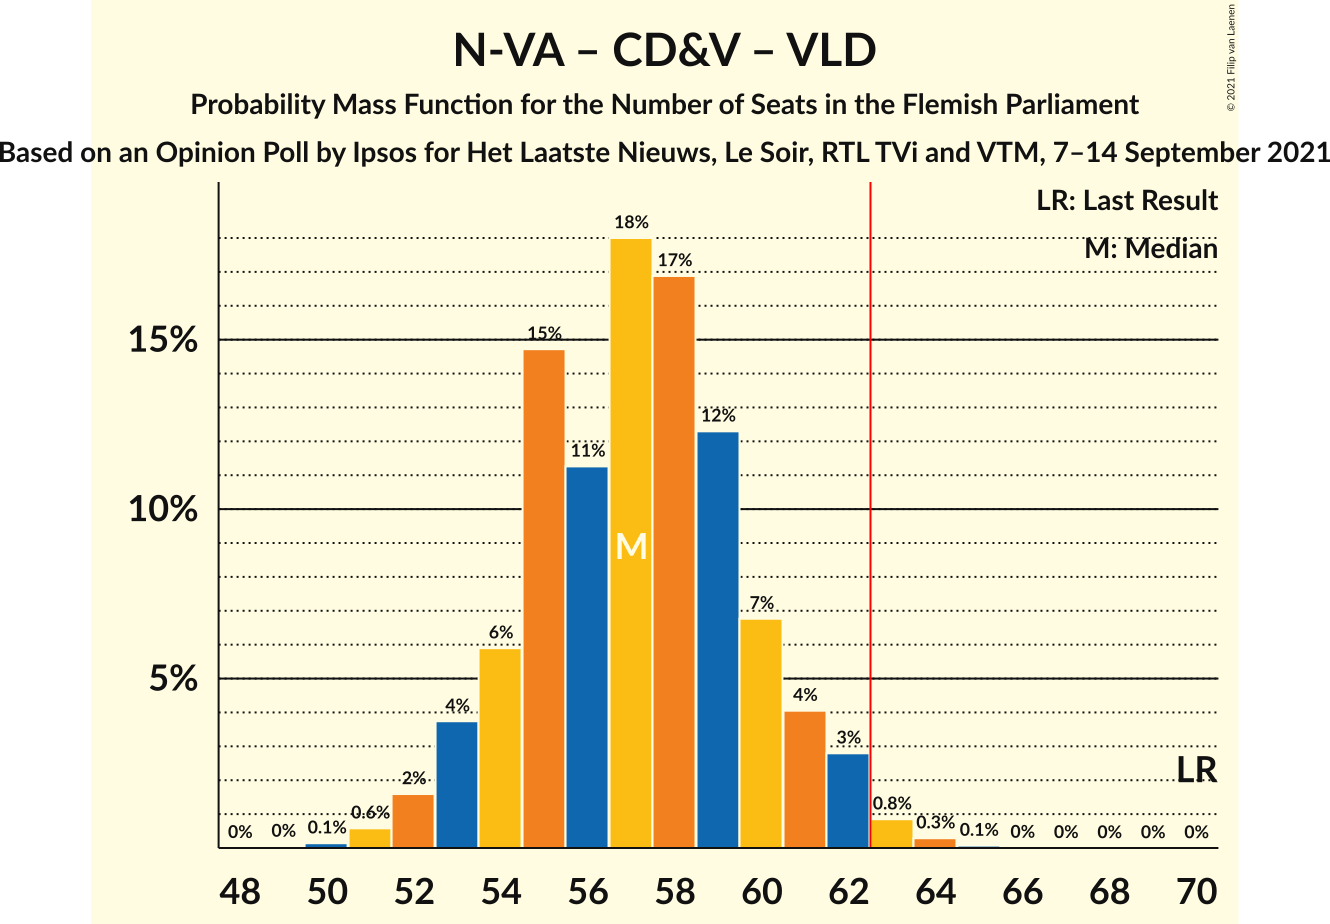 N-VA – CD&V – VLD
Probability Mass Function for the Number of Seats in the Flemish Parliament
Based on an Opinion Poll by Ipsos for Het Laatste Nieuws, Le Soir, RTL TVi and VTM, 7–14 September 2021
© 2021 Filip van Laenen
LR: Last Result
M: Median
15%
10%
5%
0%
0%
0.1%
0.6%
2%
4%
6%
15%
11%
18%
17%
12%
7%
4%
3%
0.8%
0.3%
0.1%
0%
0%
0%
0%
0%
M
LR
48 50 52 54 56 58 60 62 64 66 68 70